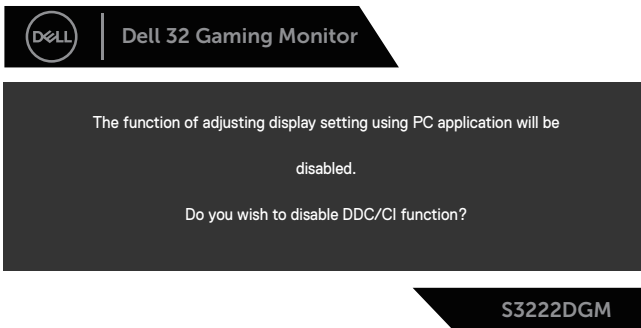 DELL
Dell 32 Gaming Monitor
The function of adjusting display setting using PC application will be
disabled.
Do you wish to disable DDC/CI function?
S3222DGM